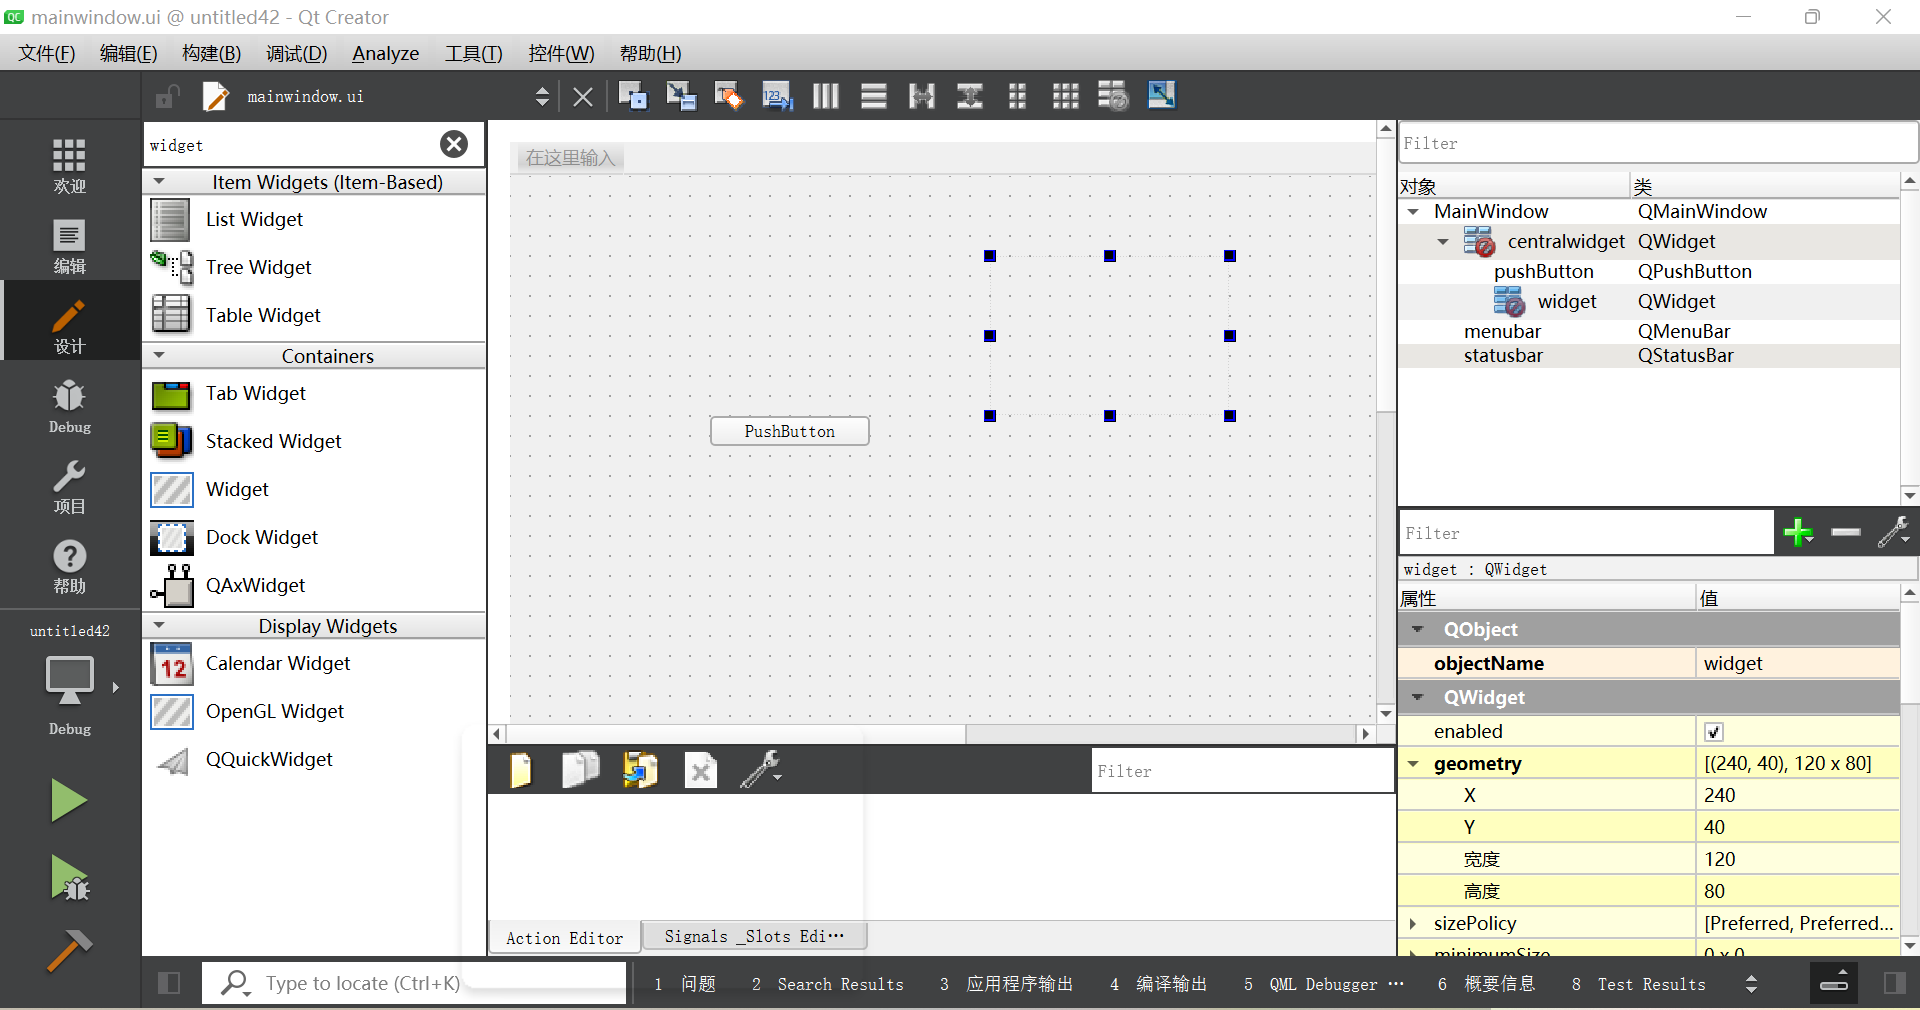 QC mainwindow.ui @ untitled42 - Qt Creator
文件(F) 编辑(E) 构建(B) 调试(D) Analyze 工具(T) 控件(W) 帮助(H)
mainwindow.ui
123
widget
Item Widgets (Item-Based)
List Widget
Tree Widget
Table Widget
Containers
Tab Widget
Stacked Widget
Widget
Dock Widget
QAxWidget
Display Widgets
12
Calendar Widget
OpenGL Widget
QQuickWidget
欢迎
编辑
设计
Debug
项目
帮助
untitled42
Debug
在这里输入
PushButton
Filter
Action Editor
Signals _Slots Edi···
Filter
对象 类
MainWindow QMainWindow
centralwidget QWidget
pushButton QPushButton
widget QWidget
menubar QMenuBar
statusbar QStatusBar
Filter
widget : QWidget
属性 值
QObject
objectName widget
QWidget
enabled
geometry [(240, 40), 120 x 80]
X 240
Y 40
宽度 120
高度 80
sizePolicy [Preferred, Preferred...
minimumSize 0 x 0
Type to locate (Ctrl+K)
1 问题 2 Search Results 3 应用程序输出 4 编译输出 5 QML Debugger ··· 6 概要信息 8 Test Results